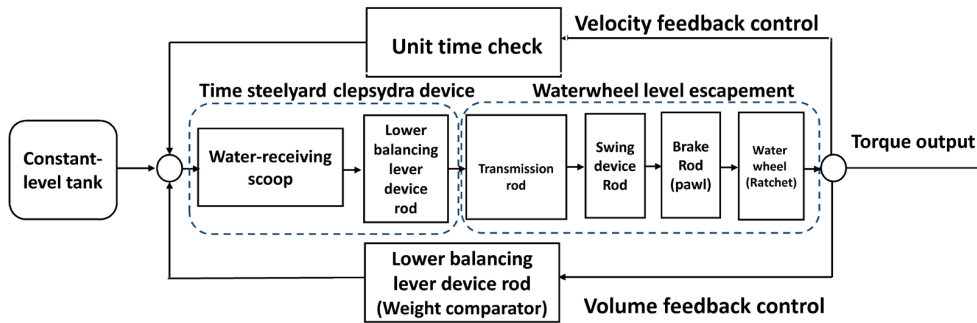 Unit time check
Velocity feedback control
Time steelyard clepsydra device
Waterwheel level escapement
Constant-
level tank
Water-receiving
scoop
Lower
balancing
lever
device
rod
Transmission
rod
Swing
device
Rod
Brake
Rod
(pawl)
Water
wheel
(Ratchet)
Torque output
Lower balancing
lever device rod
(Weight comparator)
Volume feedback control